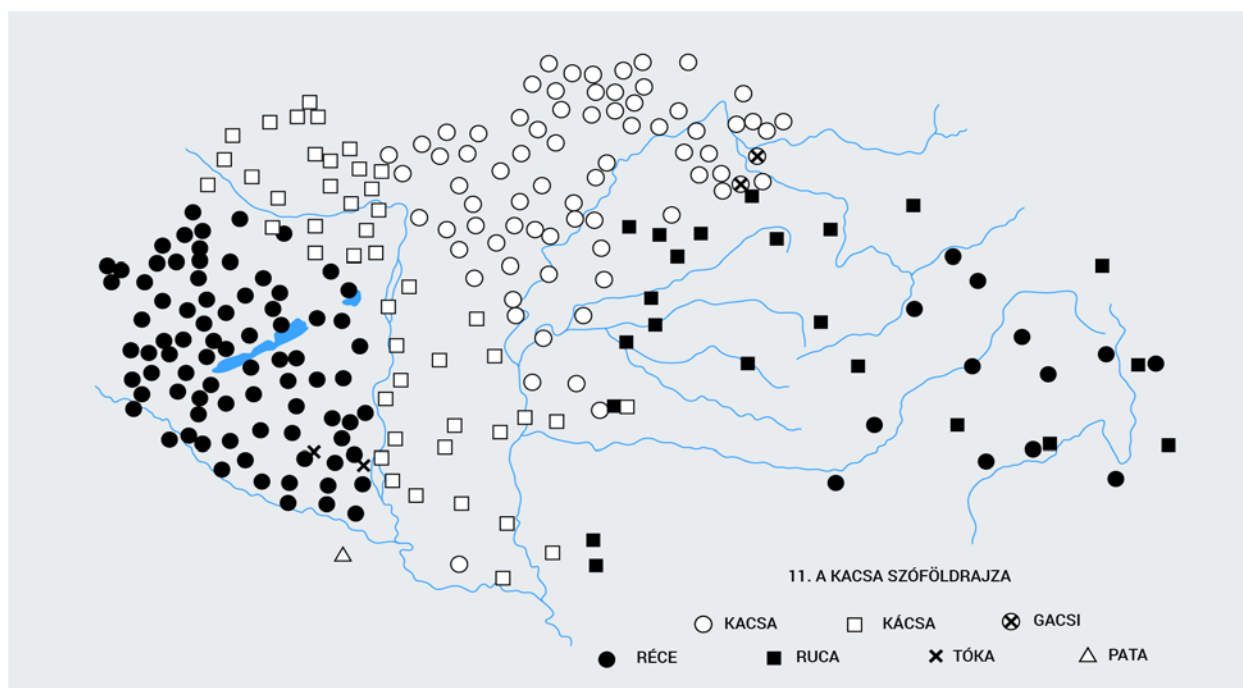 11. A KACSA SZÓFÖLDRAJZA
KACSA KÁCSA GACSI
RÉCE RUCA TÓKA PATA